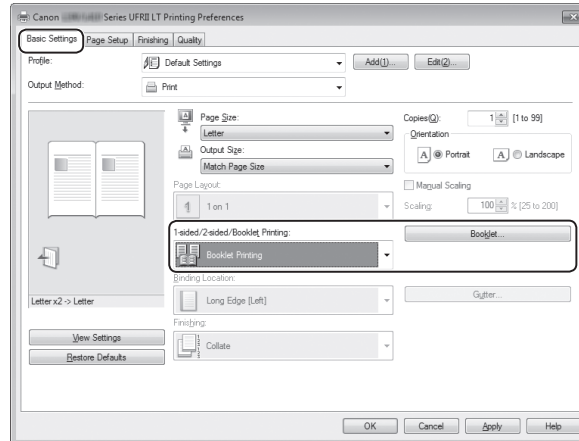 Canon Series UFRII LT Printing Preferences
Basic Settings Page Setup Finishing Quality
Profile: Default Settings Add(1)... Edit(2)...
Output Method: Print
Page Size:
Letter
Output Size:
Match Page Size
Copies(Q): 1 [1 to 99]
Orientation
A Portrait A Landscape
Page Layout:
1 on 1
Manual Scaling
Scaling: 100 % [25 to 200]
1-sided/2-sided/Booklet Printing:
Booklet Printing
Booklet...
Binding Location:
Long Edge [Left]
Gutter...
Letter x2 -> Letter
Finishing:
Collate
View Settings
Restore Defaults
OK Cancel Apply Help